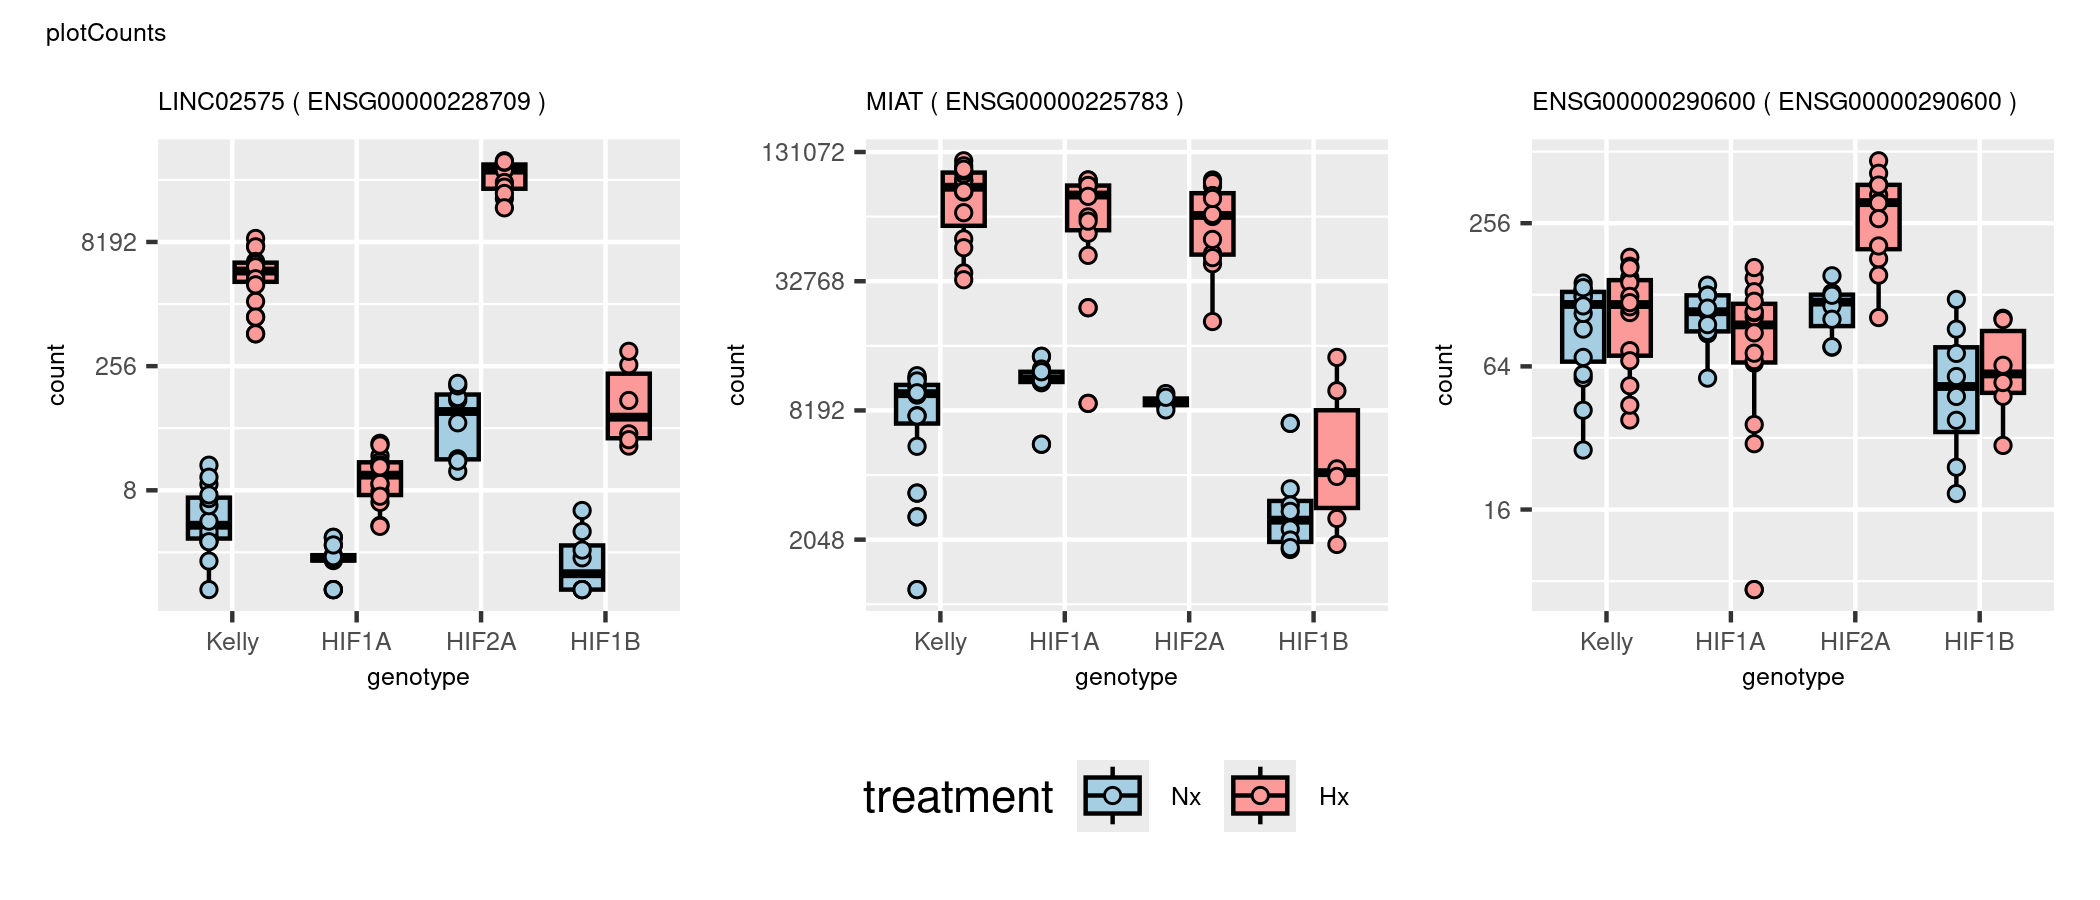 plotCounts
LINC02575 ( ENSG00000228709 )
count
8192
256
8
Kelly HIF1A HIF2A HIF1B
genotype
MIAT ( ENSG00000225783 )
count
131072
32768
8192
2048
Kelly HIF1A HIF2A HIF1B
genotype
ENSG00000290600 ( ENSG00000290600 )
count
256
64
16
Kelly HIF1A HIF2A HIF1B
genotype
treatment Nx Hx